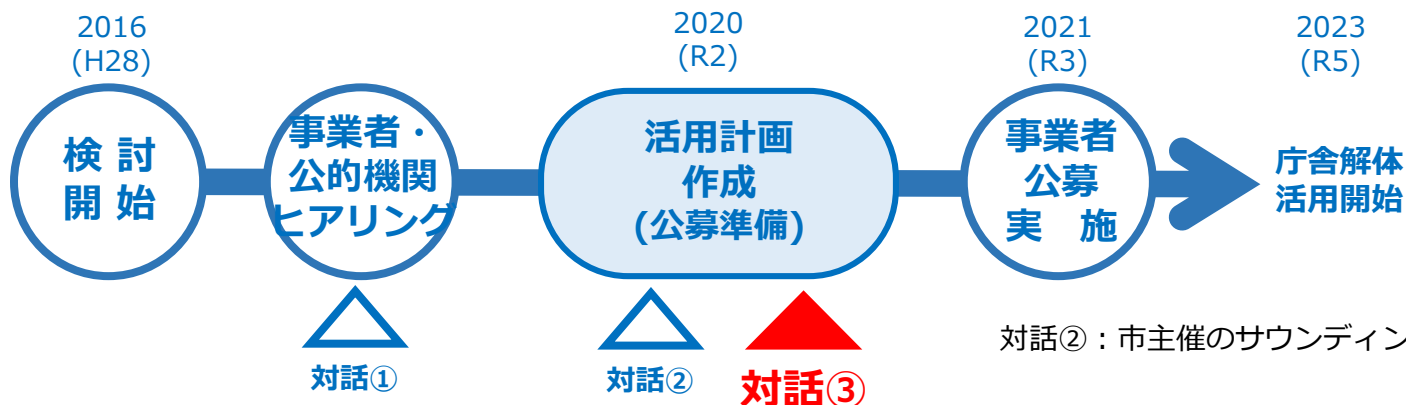 2016
(H28)
検 討
開 始
事業者・
公的機関
ヒアリング
2020
(R2)
活用計画
作成
(公募準備)
2021
(R3)
事業者
公募
実　施
2023
(R5)
庁舎解体
活用開始
対話①
対話②
対話③
対話②：市主催のサウンディン